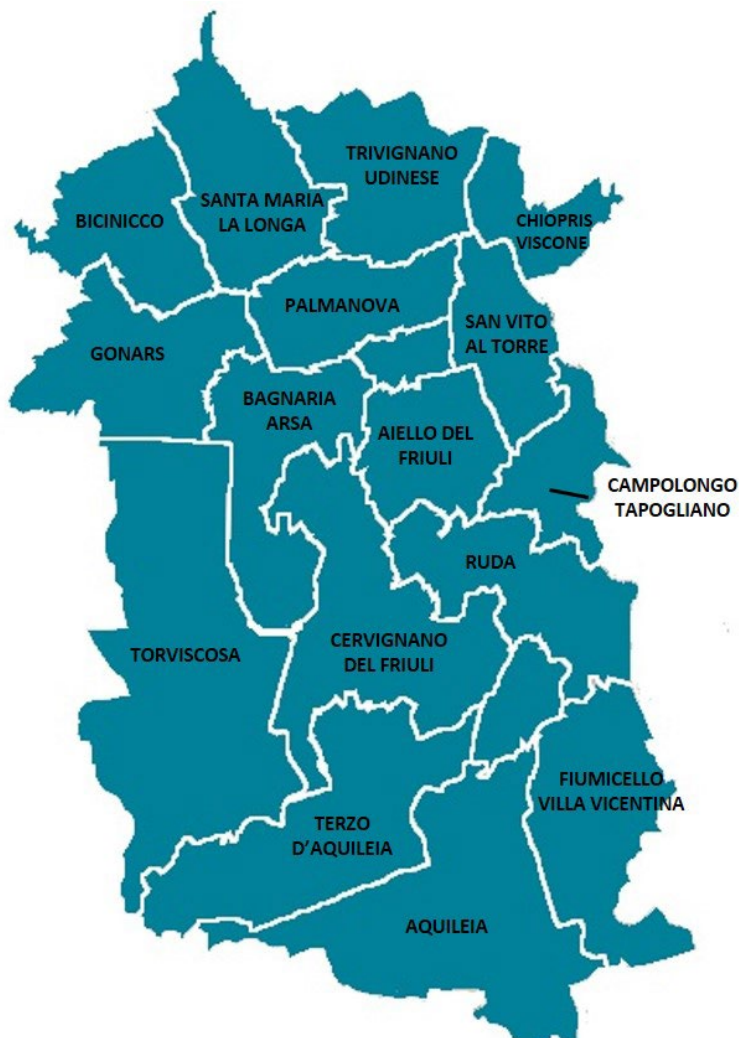 TRIVIGNANO
UDINESE
SANTA MARIA
LA LONGA
BICINICCO
CHIOPRIS
VISCONE
PALMANOVA
SAN VITO
AL TORRE
GONARS
BAGNARIA
ARSA
AIELLO DEL
FRIULI
CAMPOLONGO
TAPOGLIANO
RUDA
CERVIGNANO
DEL FRIULI
TORVISCOSA
FIUMICELLO
VILLA VICENTINA
TERZO
D'AQUILEIA
AQUILEIA